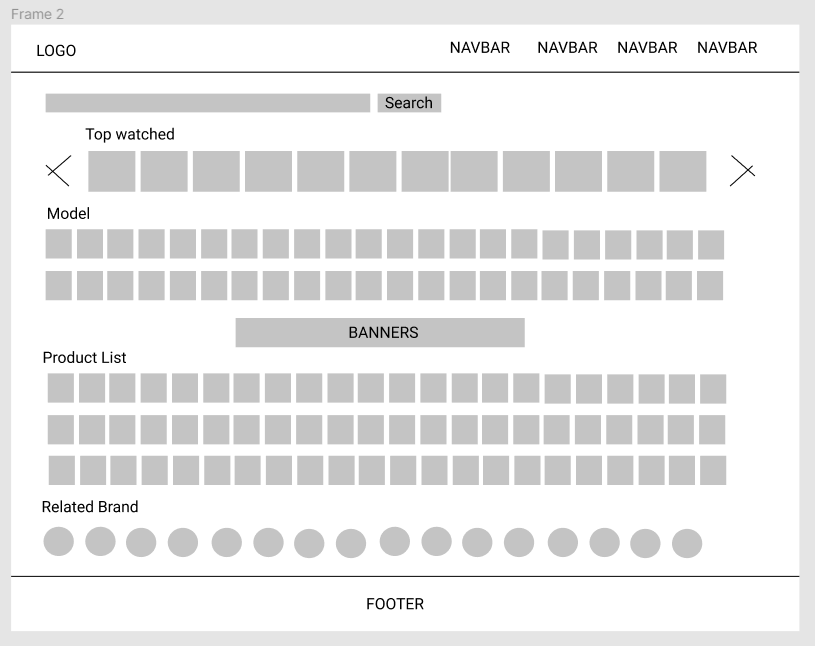 Frame 2
LOGO
NAVBAR NAVBAR NAVBAR NAVBAR
Search
Top watched
Model
BANNERS
Product List
Related Brand
FOOTER